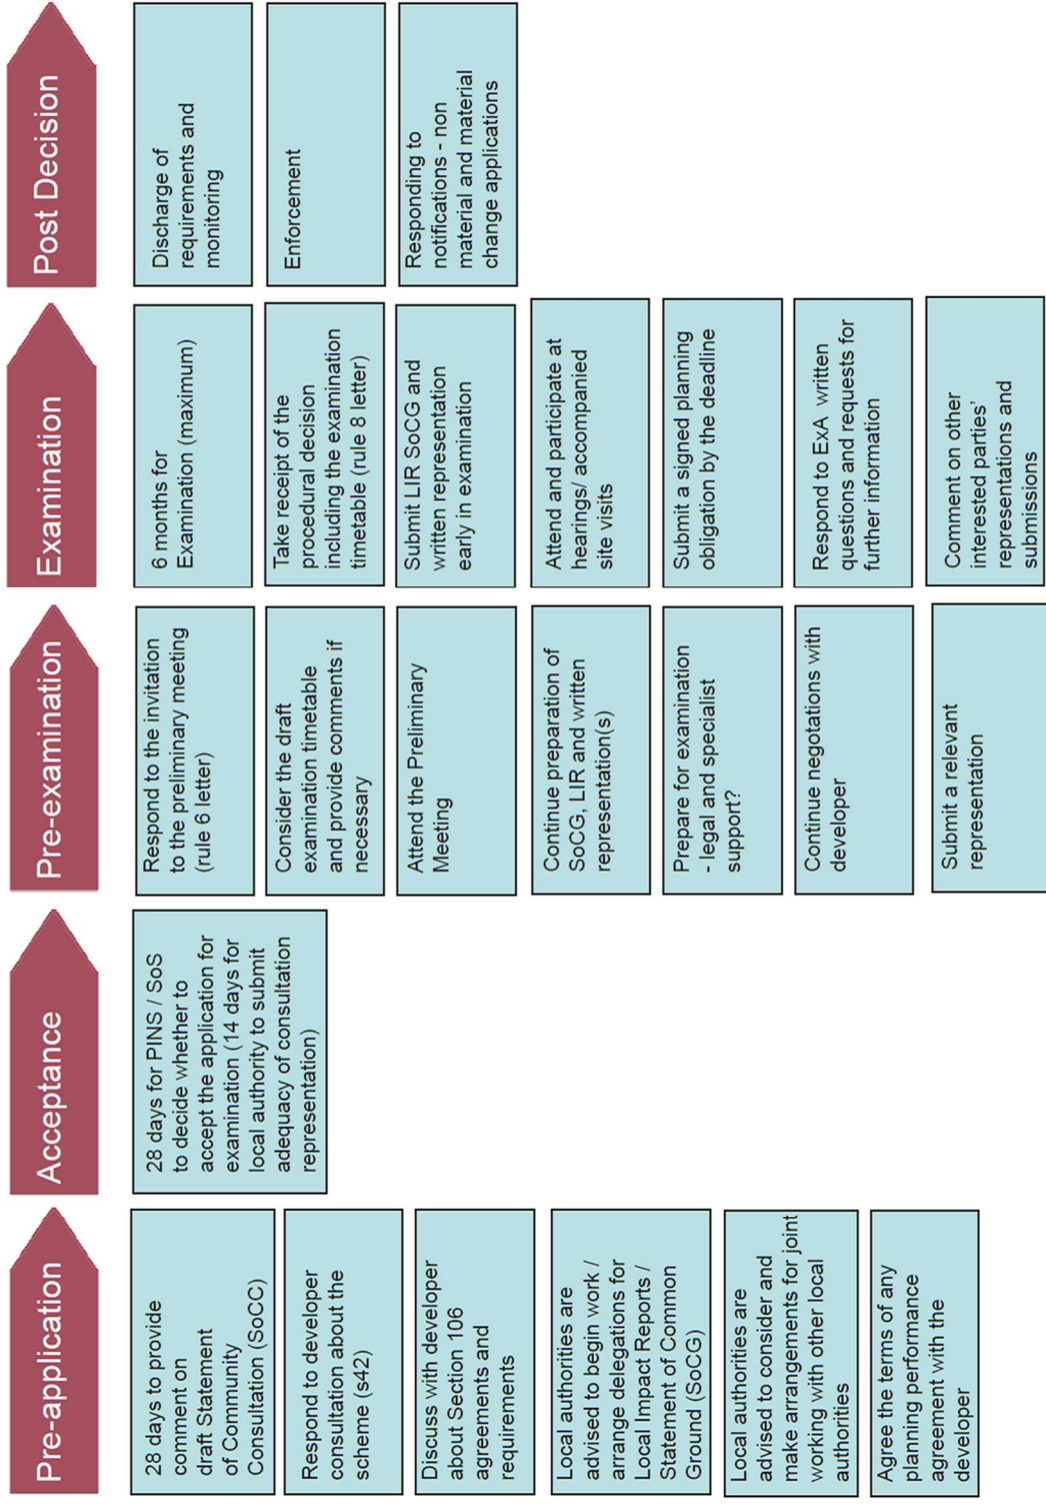 Pre-application
28 days to provide
comment on
draft Statement
of Community
Consultation (SoCC)
Respond to developer
consultation about the
scheme (s42)
Discuss with developer
about Section 106
agreements and
requirements
Local authorities are
advised to begin work /
arrange delegations for
Local Impact Reports /
Statement of Common
Ground (SoCG)
Local authorities are
advised to consider and
make arrangements for joint
working with other local
authorities
Agree the terms of any
planning performance
agreement with the
developer
Acceptance
28 days for PINS / SoS
to decide whether to
accept the application for
examination (14 days for
local authority to submit
adequacy of consultation
representation)
Pre-examination
Respond to the invitation
to the preliminary meeting
(rule 6 letter)
Consider the draft
examination timetable
and provide comments if
necessary
Attend the Preliminary
Meeting
Continue preparation of
SoCG, LIR and written
representation(s)
Prepare for examination
- legal and specialist
support?
Continue negotations with
developer
Submit a relevant
representation
Examination
6 months for
Examination (maximum)
Take receipt of the
procedural decision
including the examination
timetable (rule 8 letter)
Submit LIR SoCG and
written representation
early in examination
Attend and participate at
hearings/ accompanied
site visits
Submit a signed planning
obligation by the deadline
Respond to ExA written
questions and requests for
further information
Comment on other
interested parties'
representations and
submissions
Post Decision
Discharge of
requirements and
monitoring
Enforcement
Responding to
notifications - non
material and material
change applications